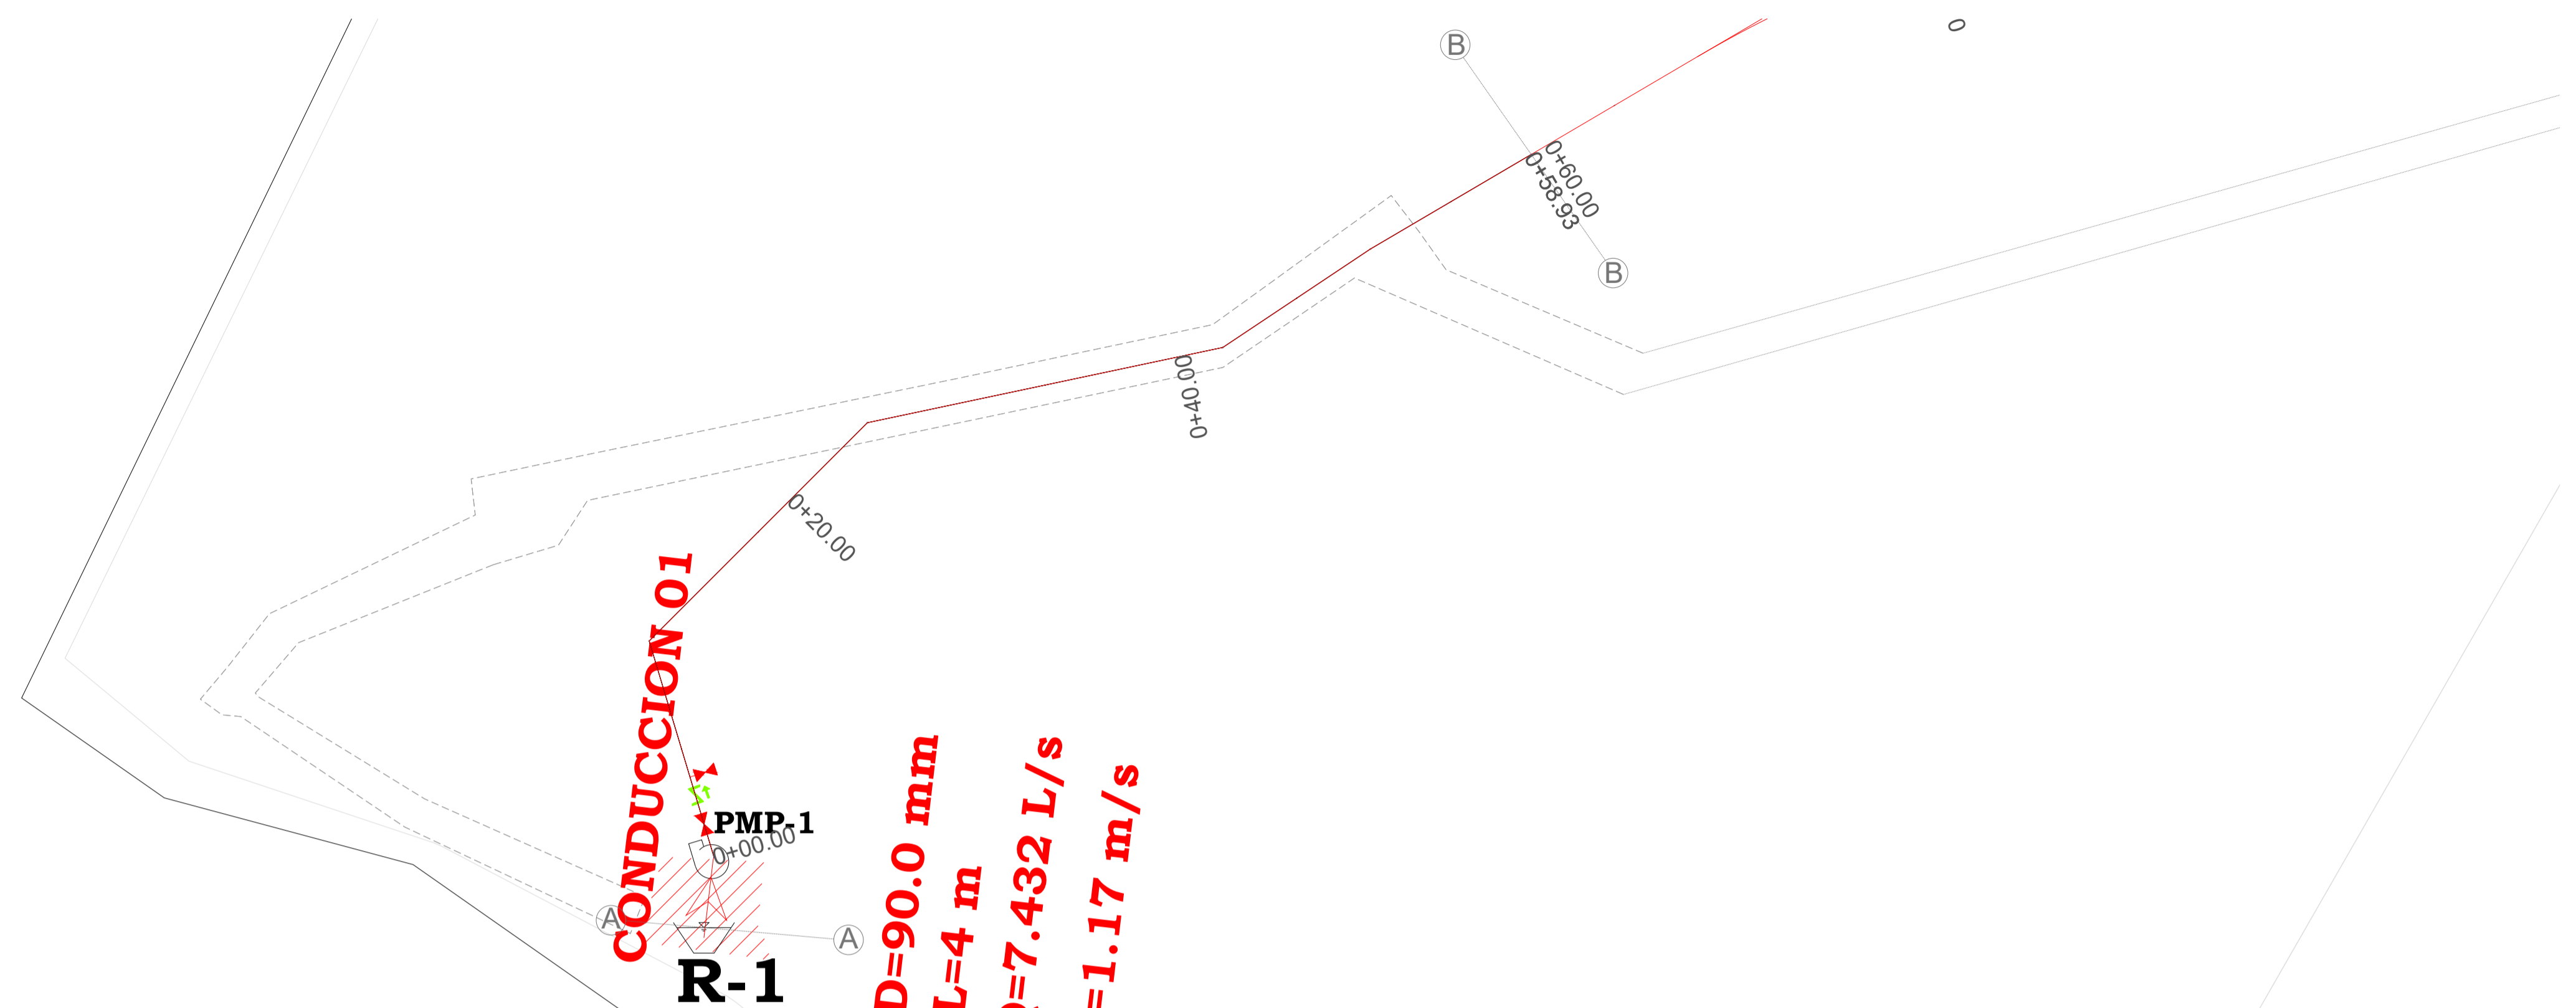 0
B
0+60.00
0+58.93
B
0+40.00
0+20.00
CONDUCCION 01
PMP-1
0+00.00
A
A
R-1
D=90.0 mm
L=4 m
=7.432 L/s
=1.17 m/s